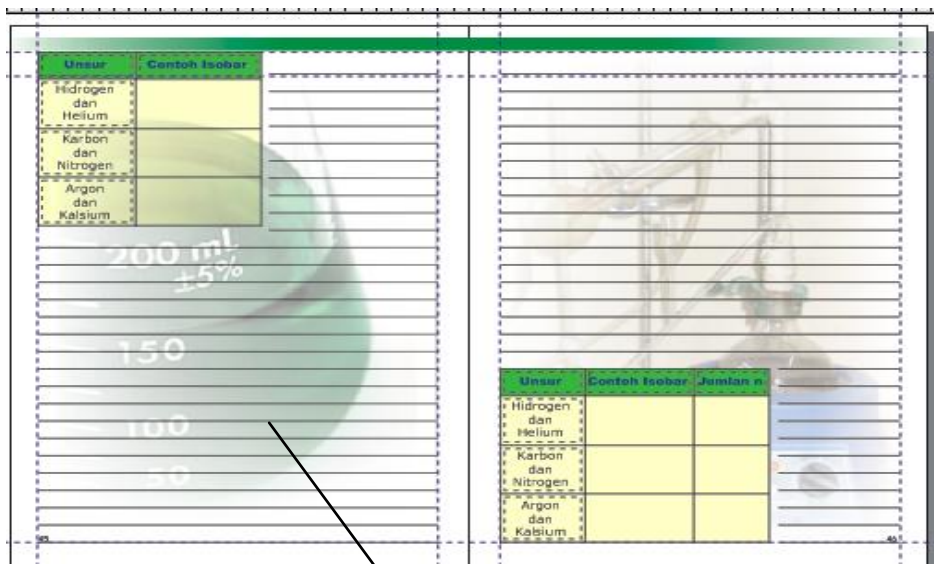 Unsur Contoh Isobar
Hidrogen
dan
Helium
Karbon
dan
Nitrogen
Argon
dan
Kalsium
200 ml
±5%
150
100
50
45
Unsur Contoh Isobar Jumlah n
Hidrogen
dan
Helium
Karbon
dan
Nitrogen
Argon
dan
Kalsium
46